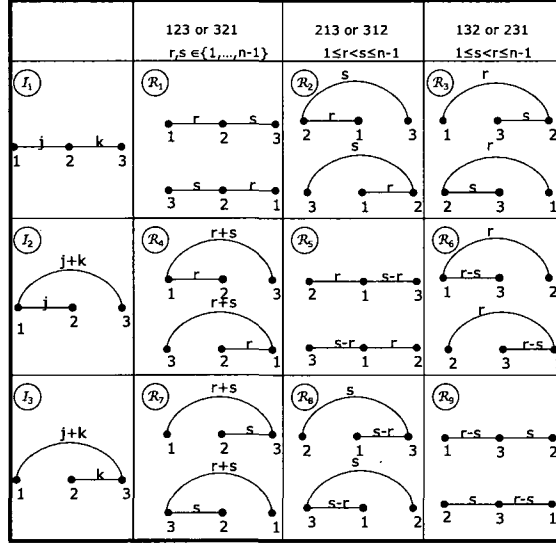 123 or 321
r,s ∈{1,...,n-1}
213 or 312
1≤r<s≤n-1
132 or 231
1≤s<r≤n-1
I₁
j k
1 2 3
R₁
r s
1 2 3
s r
3 2 1
R₂
s
r
2 1 3
s
r
3 1 2
R₃
r
s
1 3 2
r
s
2 3 1
I₂
j+k
j
1 2 3
R₄
r+s
r
1 2 3
r+s
r
3 2 1
R₅
r s-r
2 1 3
s-r r
3 1 2
R₆
r
r-s
1 3 2
r
r-s
2 3 1
I₃
j+k
k
1 2 3
R₇
r+s
s
1 2 3
r+s
s
3 2 1
R₈
s
s-r
2 1 3
s
s-r
3 1 2
R₉
r-s s
1 3 2
s r-s
2 3 1